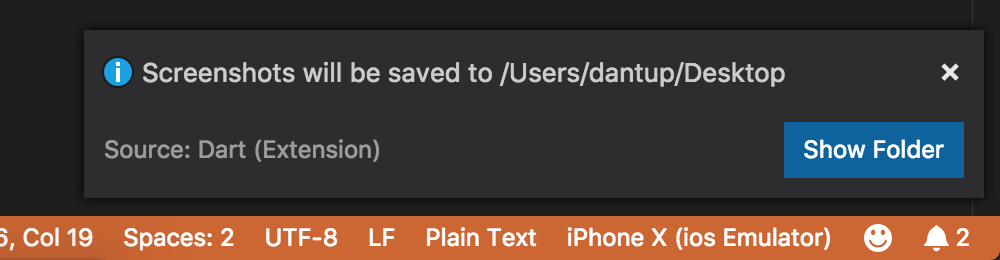 Screenshots will be saved to /Users/dantup/Desktop
Source: Dart (Extension)
Show Folder
6, Col 19 Spaces: 2 UTF-8 LF Plain Text iPhone X (ios Emulator) 2